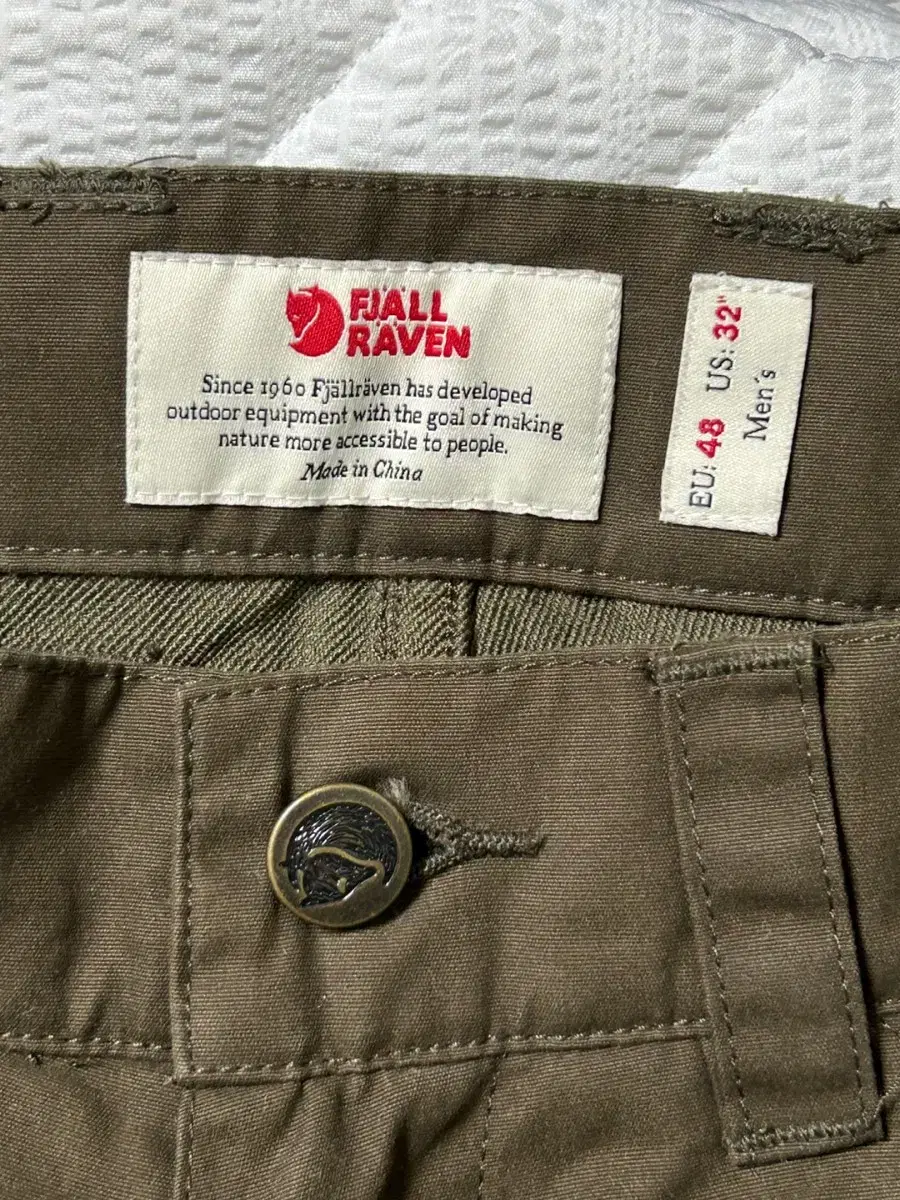 FJÄLL
RÄVEN
Since 1960 Fjällräven has developed
outdoor equipment with the goal of making
nature more accessible to people.
Made in China
EU: 48 US: 32"
Men´s